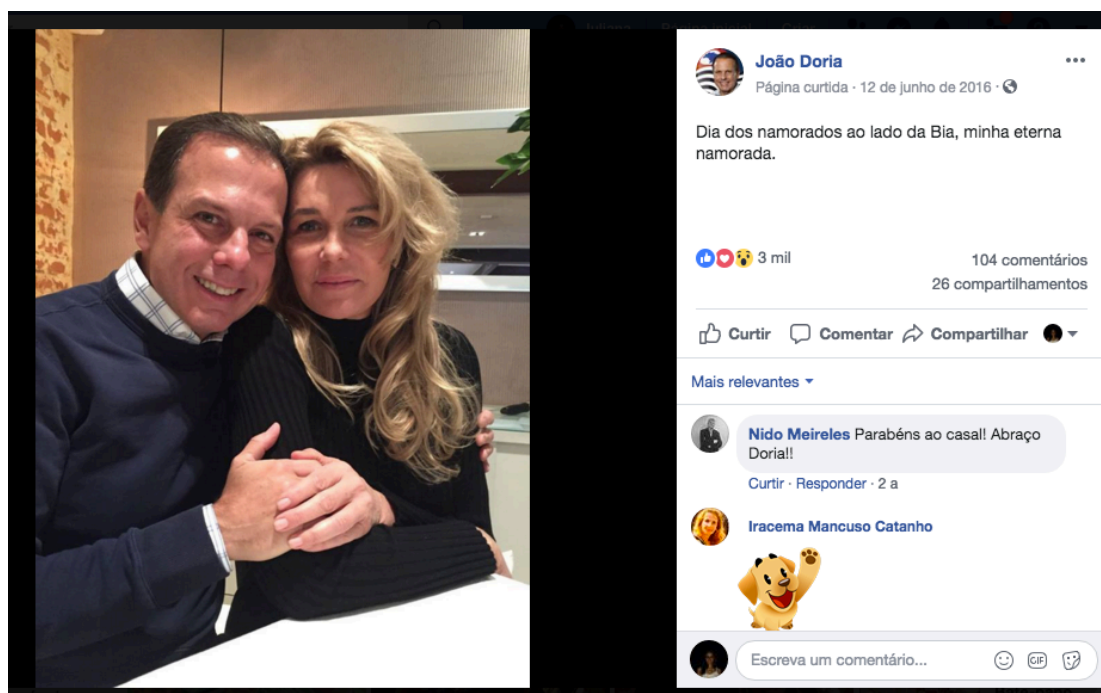 João Doria
Página curtida · 12 de junho de 2016 ·
Dia dos namorados ao lado da Bia, minha eterna
namorada.
3 mil
104 comentários
26 compartilhamentos
Curtir Comentar Compartilhar
Mais relevantes
Nido Meireles Parabéns ao casal! Abraço
Doria!!
Curtir · Responder · 2 a
Iracema Mancuso Catanho
Escreva um comentário... GIF